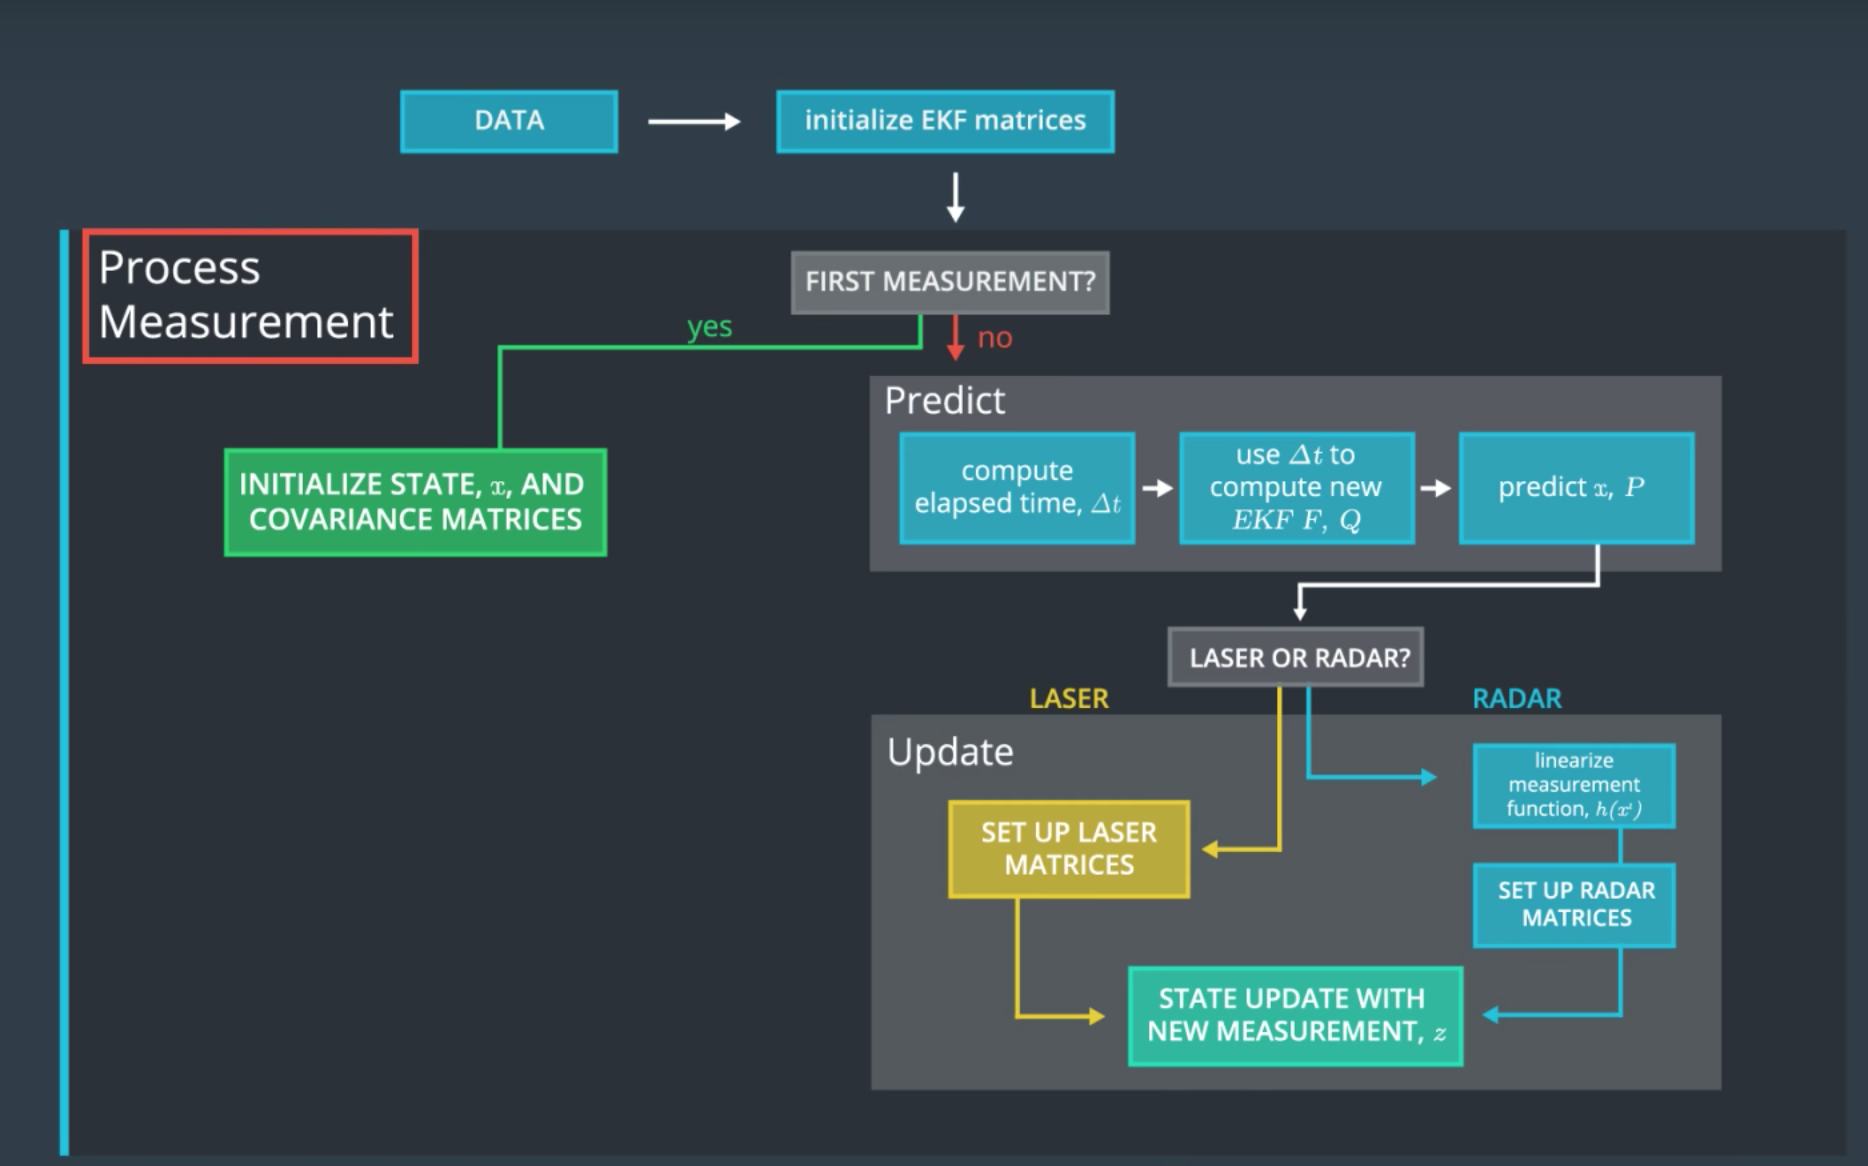 DATA
initialize EKF matrices
Process
Measurement
FIRST MEASUREMENT?
yes
no
INITIALIZE STATE, x, AND
COVARIANCE MATRICES
Predict
compute
elapsed time, Δt
use Δt to
compute new
EKF F, Q
predict x, P
LASER OR RADAR?
LASER
RADAR
Update
linearize
measurement
function, h(x')
SET UP LASER
MATRICES
SET UP RADAR
MATRICES
STATE UPDATE WITH
NEW MEASUREMENT, z